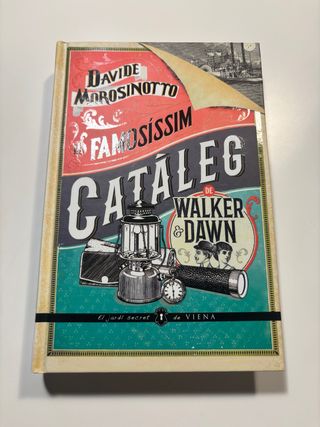 DAVIDE
MOROSINOTTO
EL
FAMOSÍSSIM
CATÀLEG
DE
WALKER
& DAWN
El jardí secret de VIENA